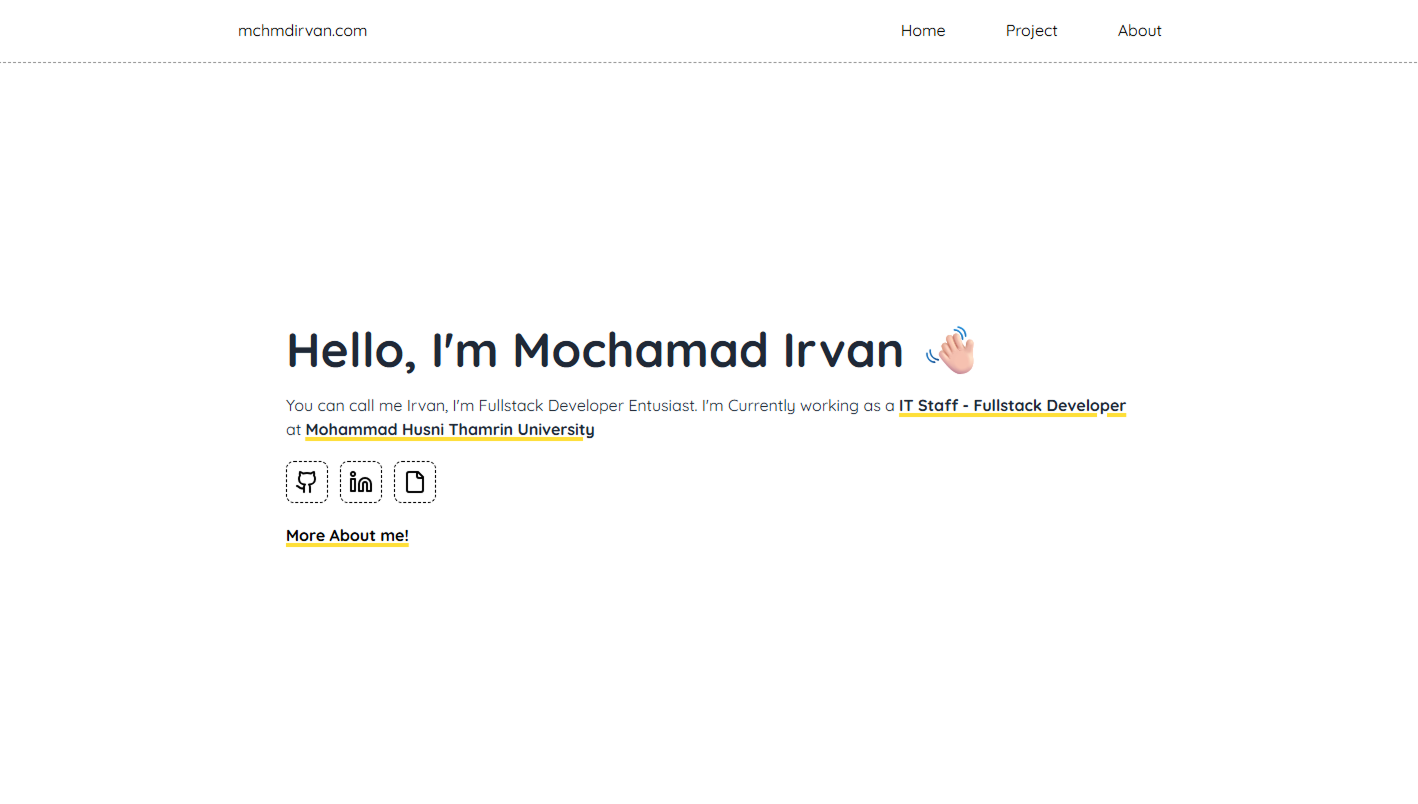 mchmdirvan.com Home Project About
Hello, I'm Mochamad Irvan 👋🏻
You can call me Irvan, I'm Fullstack Developer Entusiast. I'm Currently working as a IT Staff - Fullstack Developer
at Mohammad Husni Thamrin University
More About me!